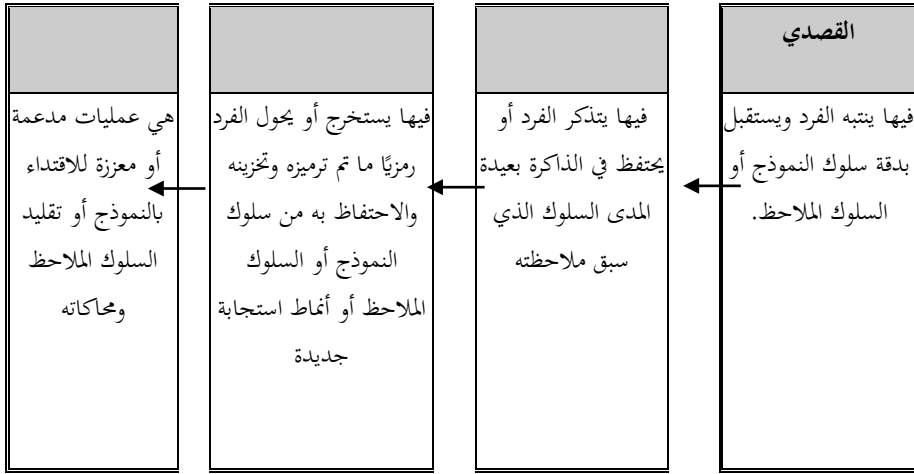 القصدي
فيها ينتبه الفرد ويستقبل
بدقة سلوك النموذج أو
السلوك الملاحظ.
فيها يتذكر الفرد أو
يحتفظ في الذاكرة بعيدة
المدى السلوك الذي
سبق ملاحظته
فيها يستخرج أو يحول الفرد
رمزيًا ما تم ترميزه وتخزينه
والاحتفاظ به من سلوك
النموذج أو السلوك
الملاحظ أو أنماط استجابة
جديدة
هي عمليات مدعمة
أو معززة للاقتداء
بالنموذج أو تقليد
السلوك الملاحظ
ومحاكاته